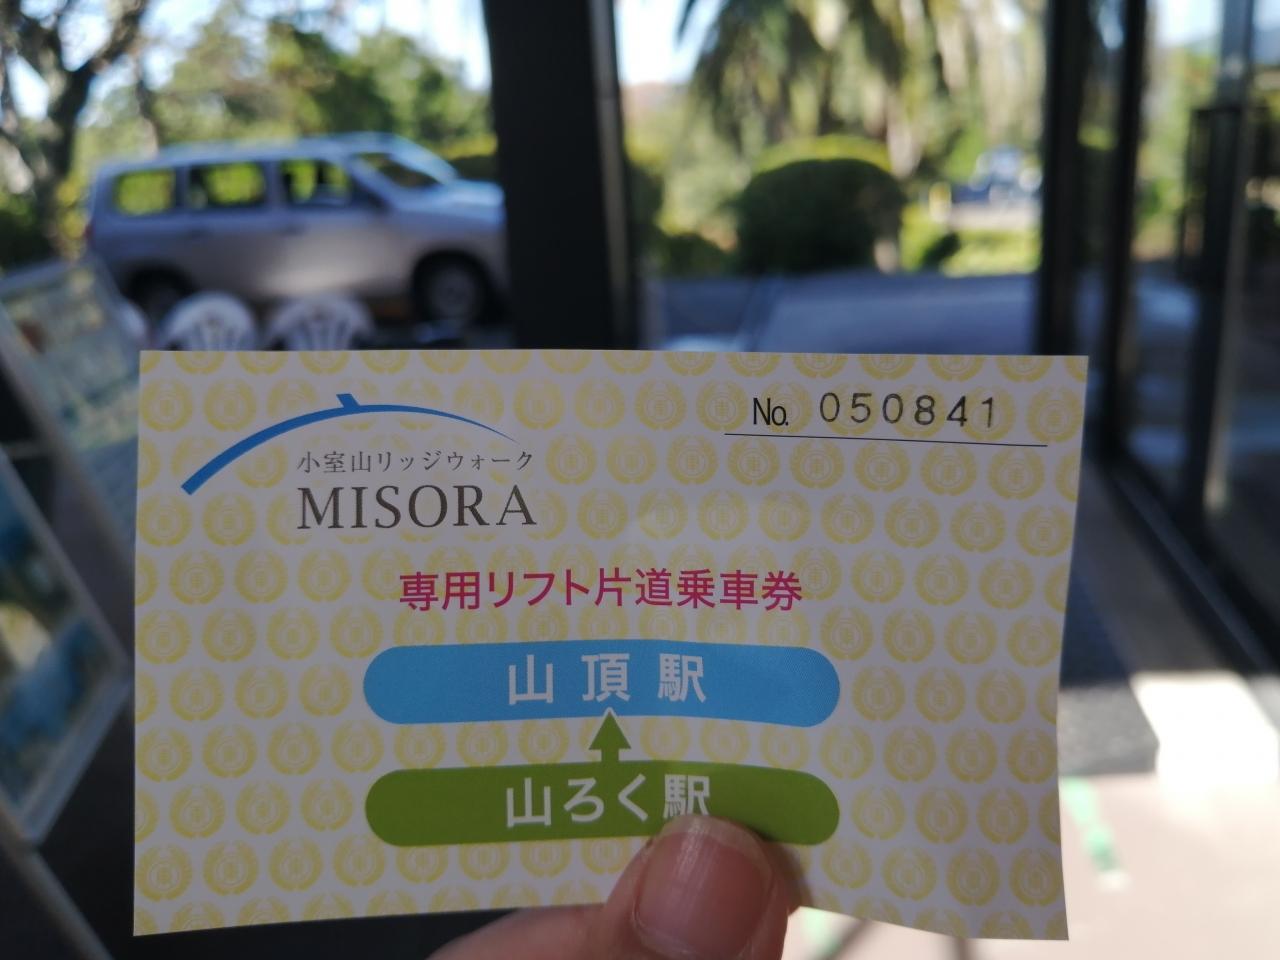 No. 050841
小室山リッジウォーク
MISORA
専用リフト片道乗車券
山頂駅
山ろく駅